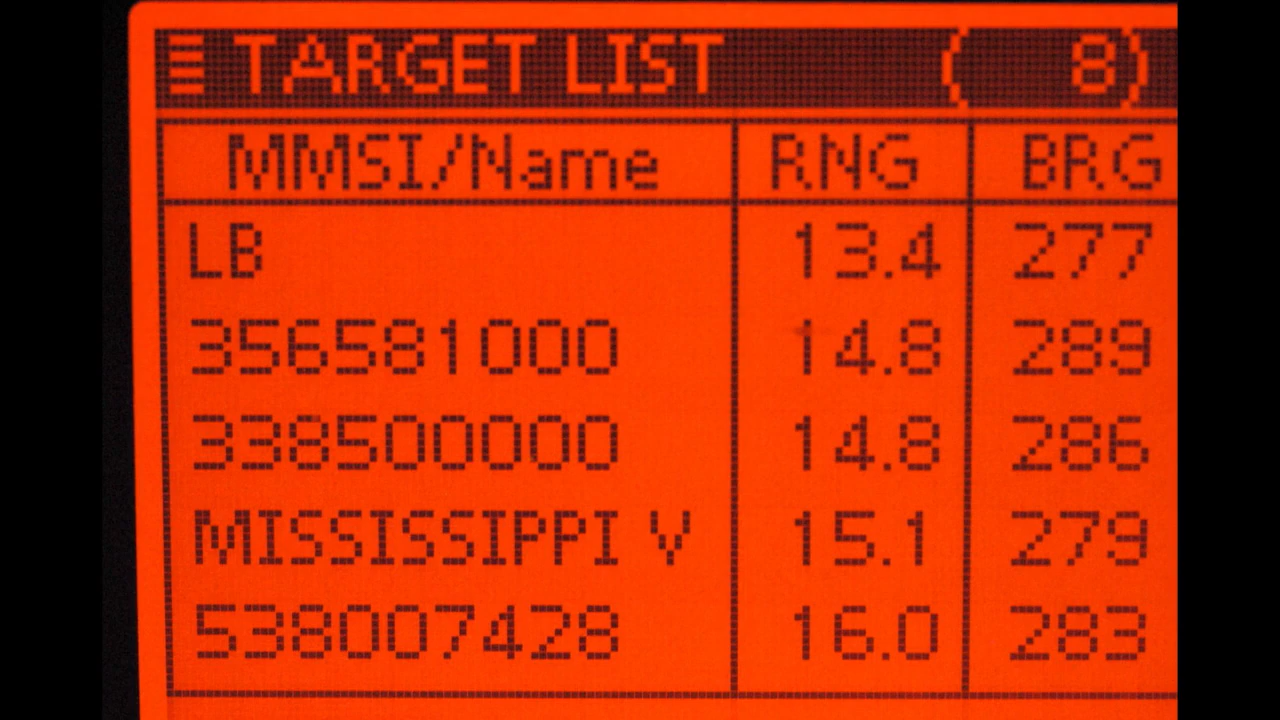 TARGET LIST ( 8)
MMSI/Name RNG BRG
LB 13.4 277
356581000 14.8 289
338500000 14.8 286
MISSISSIPPI V 15.1 279
538007428 16.0 283